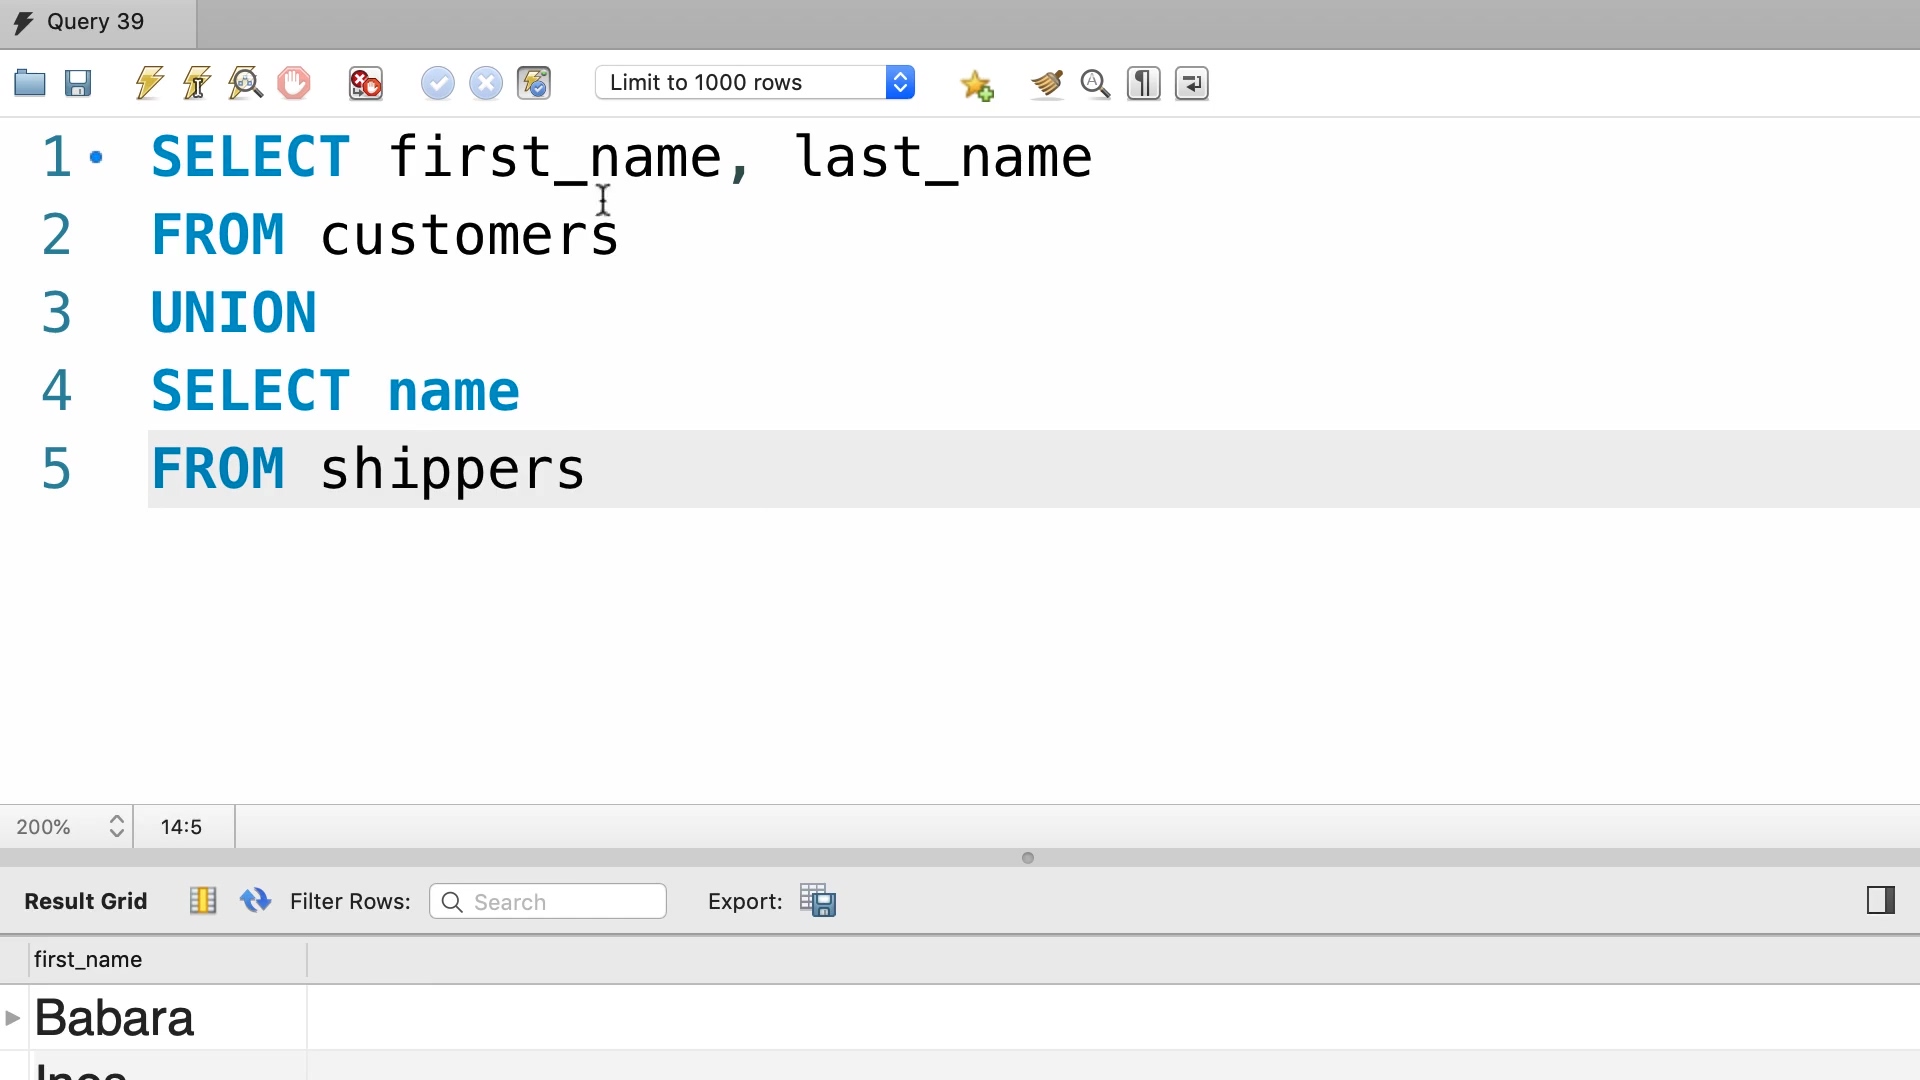 Query 39
Limit to 1000 rows
1 SELECT first_name, last_name
2 FROM customers
3 UNION
4 SELECT name
5 FROM shippers
200% 14:5
Result Grid Filter Rows: Search Export:
first_name
Babara